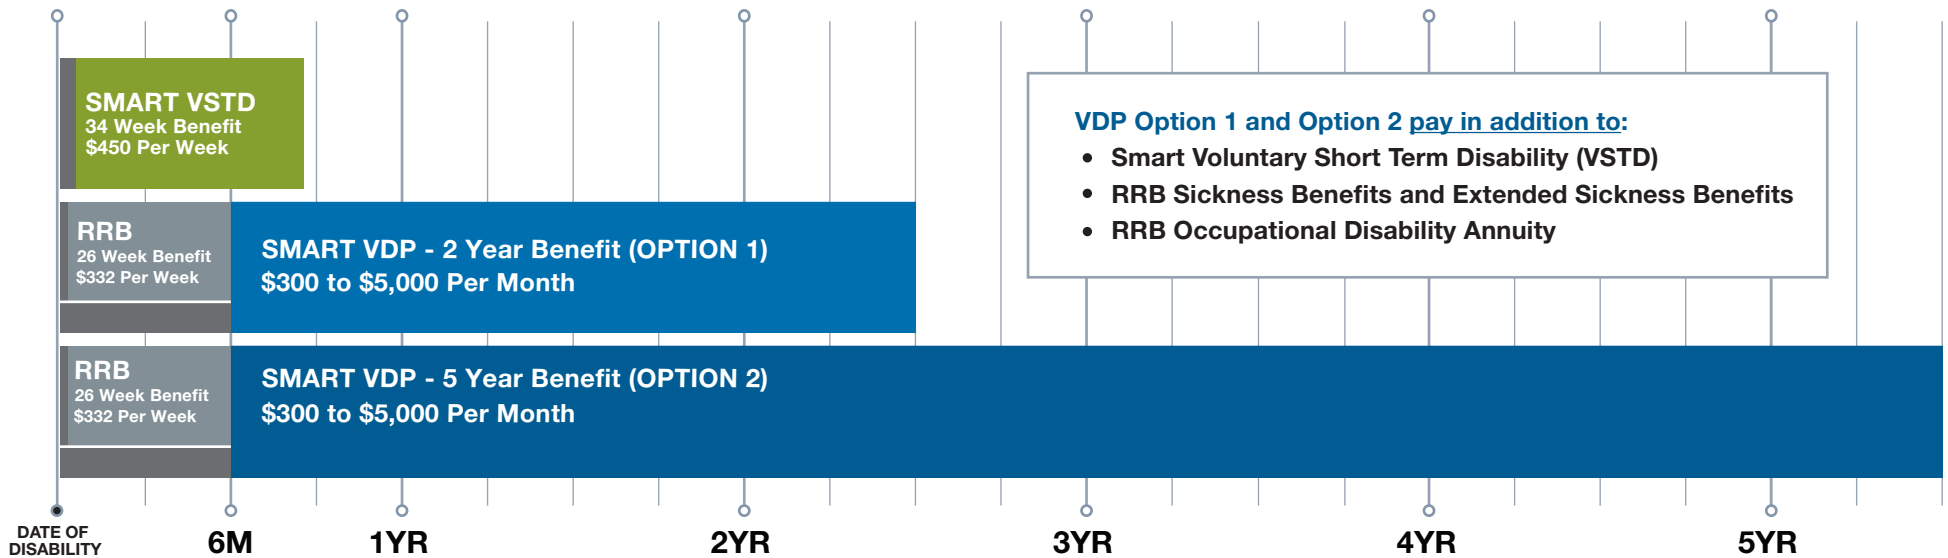 SMART VSTD
34 Week Benefit
$450 Per Week
VDP Option 1 and Option 2 pay in addition to:
• Smart Voluntary Short Term Disability (VSTD)
• RRB Sickness Benefits and Extended Sickness Benefits
• RRB Occupational Disability Annuity
RRB
26 Week Benefit
$332 Per Week
SMART VDP - 2 Year Benefit (OPTION 1)
$300 to $5,000 Per Month
RRB
26 Week Benefit
$332 Per Week
SMART VDP - 5 Year Benefit (OPTION 2)
$300 to $5,000 Per Month
DATE OF
DISABILITY
6M 1YR 2YR 3YR 4YR 5YR